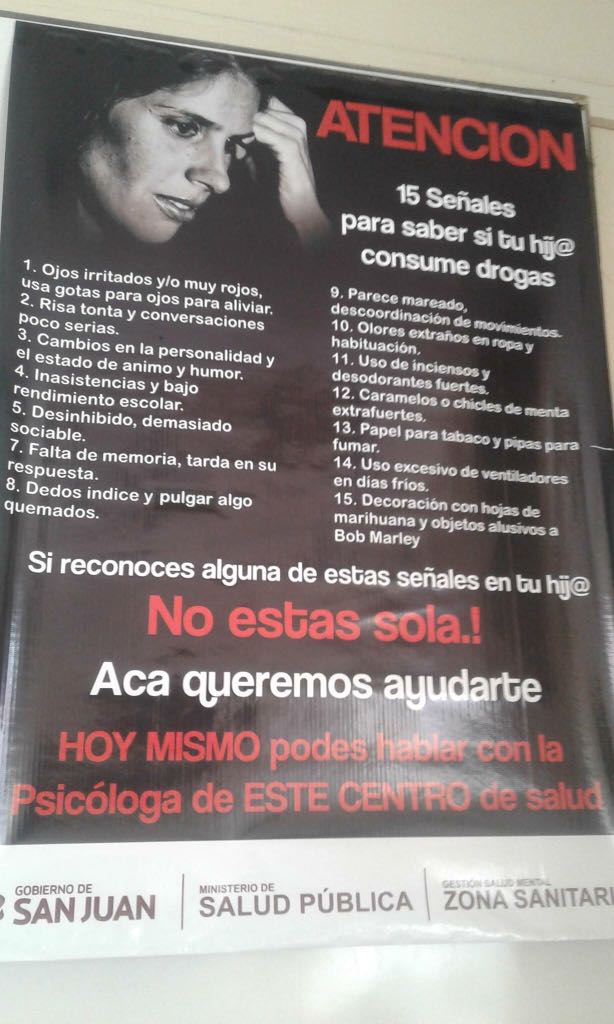 ATENCION
15 Señales
para saber si tu hij@
consume drogas
1. Ojos irritados y/o muy rojos,
usa gotas para ojos para aliviar.
2. Risa tonta y conversaciones
poco serias.
3. Cambios en la personalidad y
el estado de animo y humor.
4. Inasistencias y bajo
rendimiento escolar.
5. Desinhibido, demasiado
sociable.
7. Falta de memoria, tarda en su
respuesta.
8. Dedos indice y pulgar algo
quemados.
9. Parece mareado,
descoordinación de movimientos.
10. Olores extraños en ropa y
habituación.
11. Uso de inciensos y
desodorantes fuertes.
12. Caramelos o chicles de menta
extrafuertes.
13. Papel para tabaco y pipas para
fumar.
14. Uso excesivo de ventiladores
en días fríos.
15. Decoración con hojas de
marihuana y objetos alusivos a
Bob Marley
Si reconoces alguna de estas señales en tu hij@
No estas sola.!
Aca queremos ayudarte
HOY MISMO podes hablar con la
Psicóloga de ESTE CENTRO de salud
GOBIERNO DE
SAN JUAN
MINISTERIO DE
SALUD PÚBLICA
GESTIÓN SALUD MENTAL
ZONA SANITARI